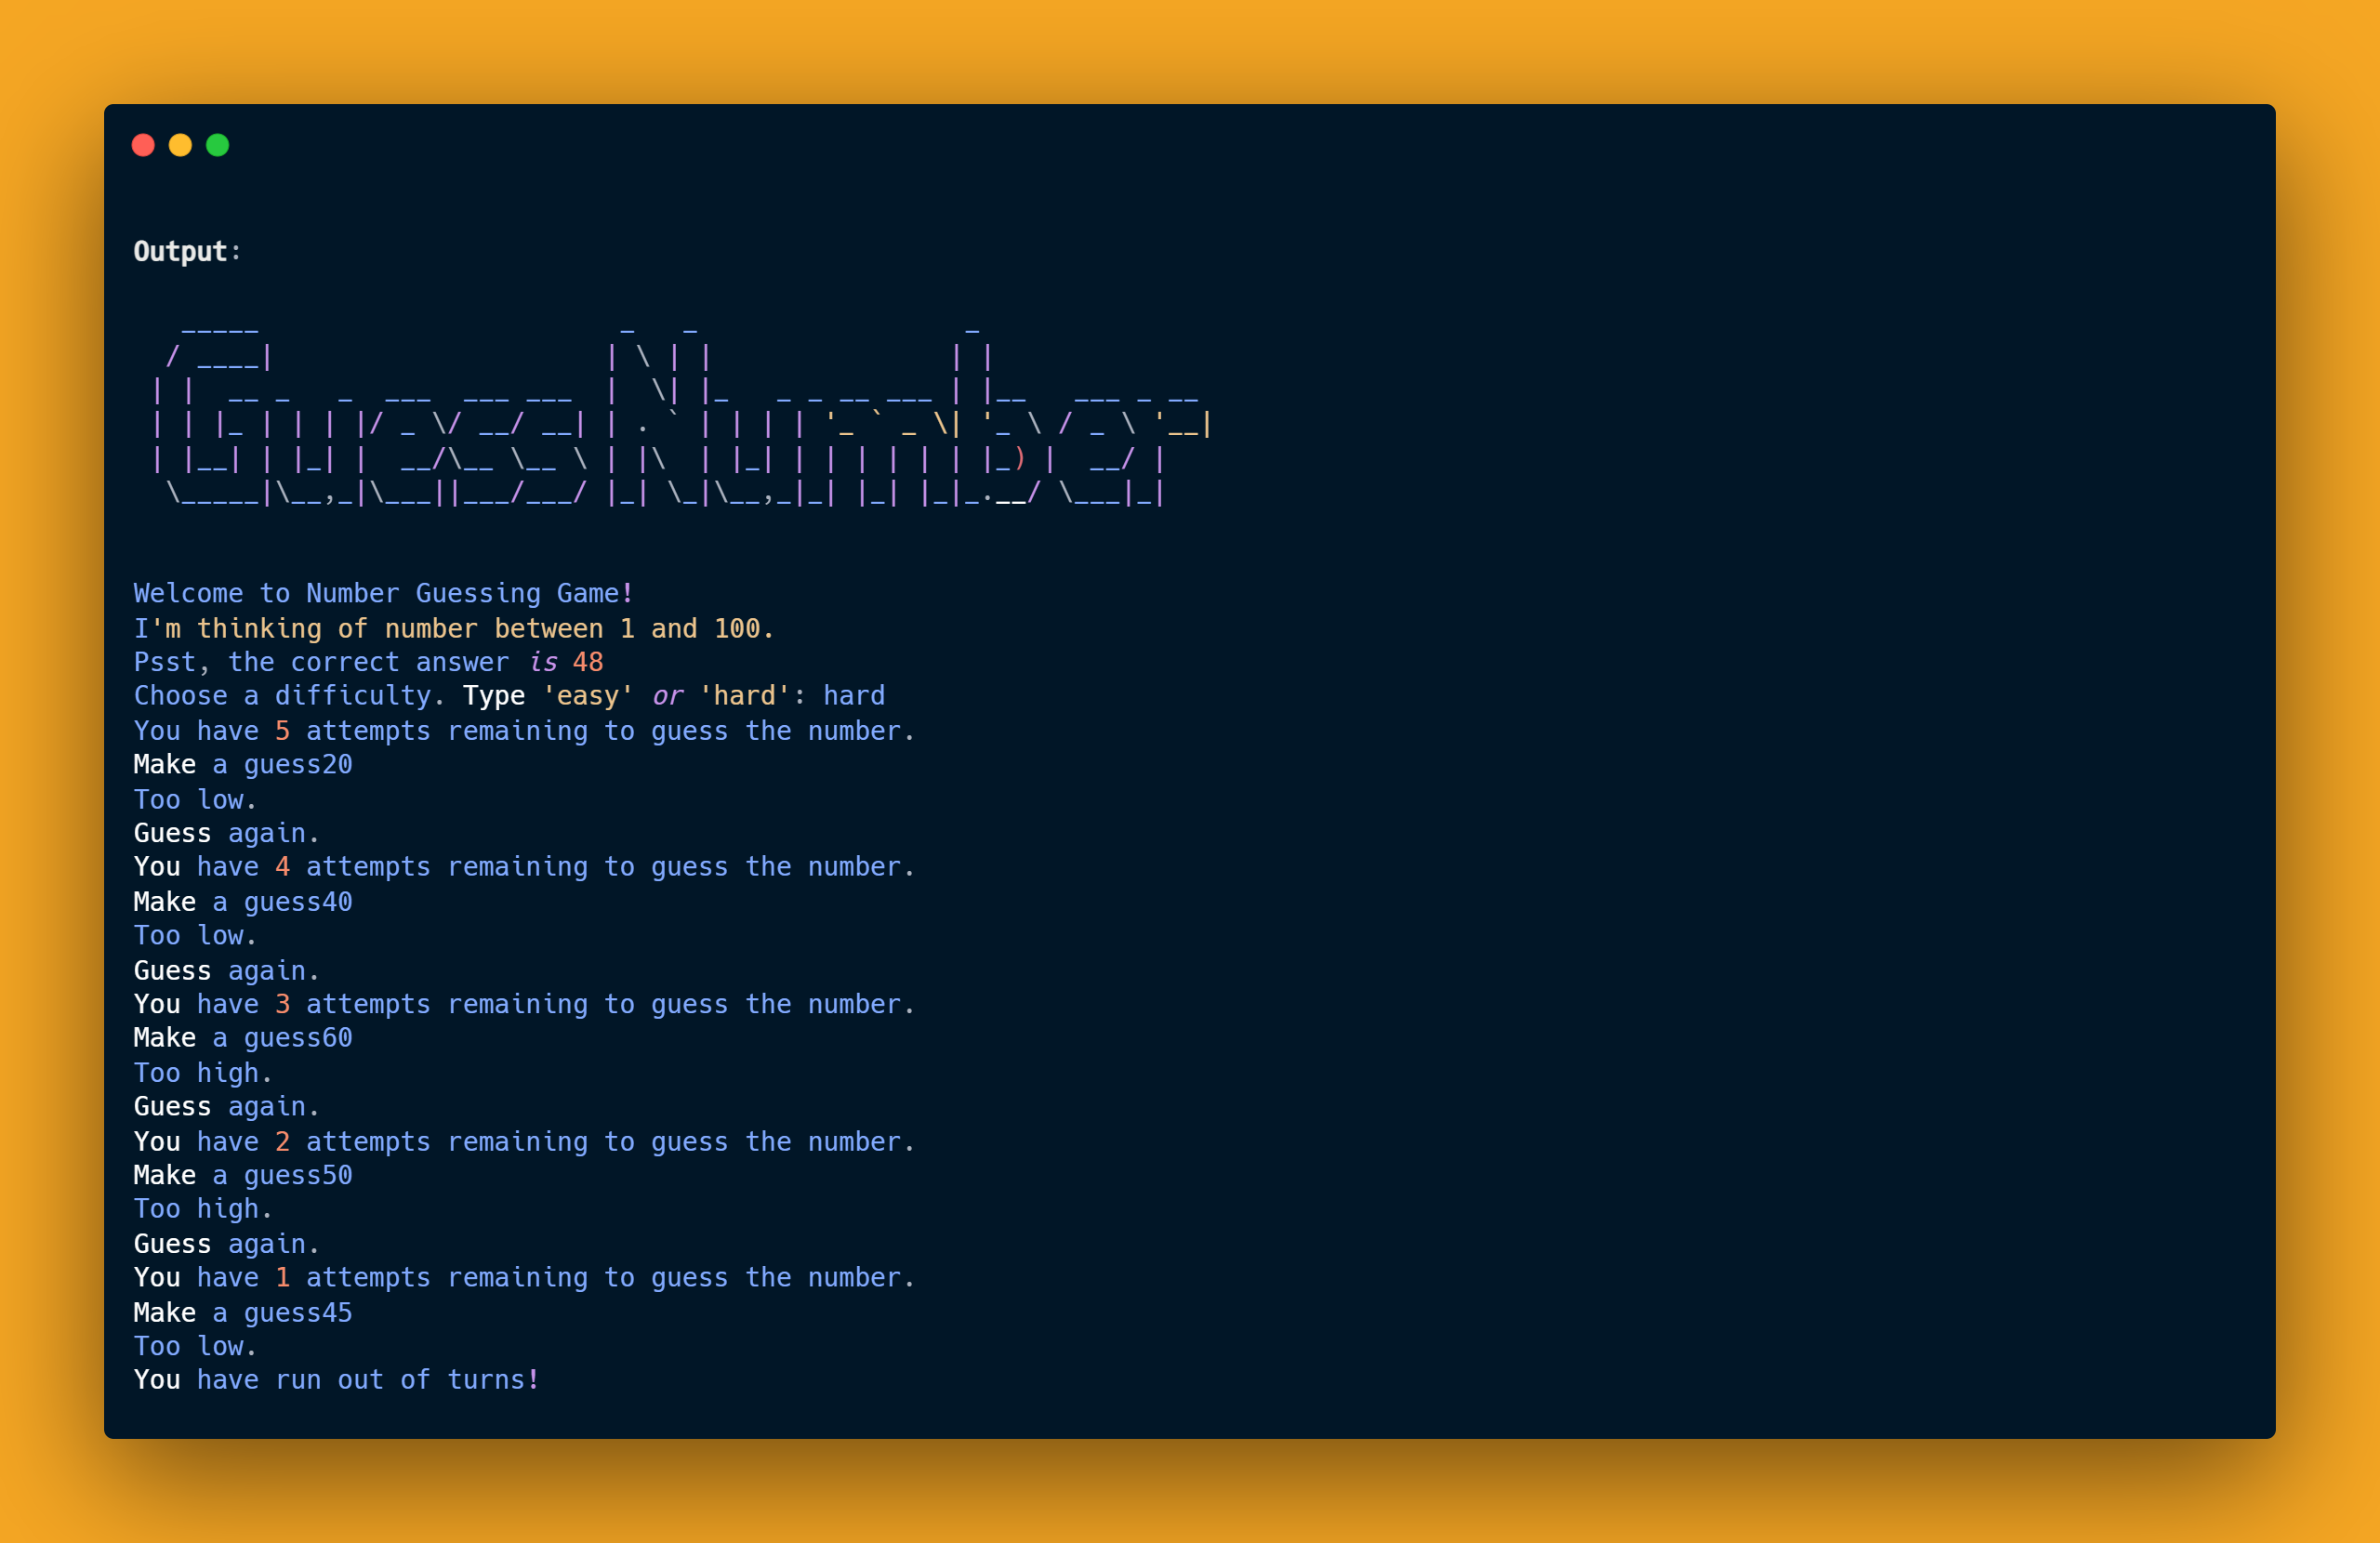 Output:
   _____                       _   _                 _
  / ____|                     | \ | |               | |
 | |  __ _   _  ___  ___ ___  |  \| |_   _ _ __ ___ | |__   ___ _ __
 | | |_ | | | |/ _ \/ __/ __| | . ` | | | | '_ ` _ \| '_ \ / _ \ '__|
 | |__| | |_| |  __/\__ \__ \ | |\  | |_| | | | | | | |_) |  __/ |
  \_____|\__,_|\___||___/___/ |_| \_|\__,_|_| |_| |_|_.__/ \___|_|
Welcome to Number Guessing Game!
I'm thinking of number between 1 and 100.
Psst, the correct answer is 48
Choose a difficulty. Type 'easy' or 'hard': hard
You have 5 attempts remaining to guess the number.
Make a guess20
Too low.
Guess again.
You have 4 attempts remaining to guess the number.
Make a guess40
Too low.
Guess again.
You have 3 attempts remaining to guess the number.
Make a guess60
Too high.
Guess again.
You have 2 attempts remaining to guess the number.
Make a guess50
Too high.
Guess again.
You have 1 attempts remaining to guess the number.
Make a guess45
Too low.
You have run out of turns!